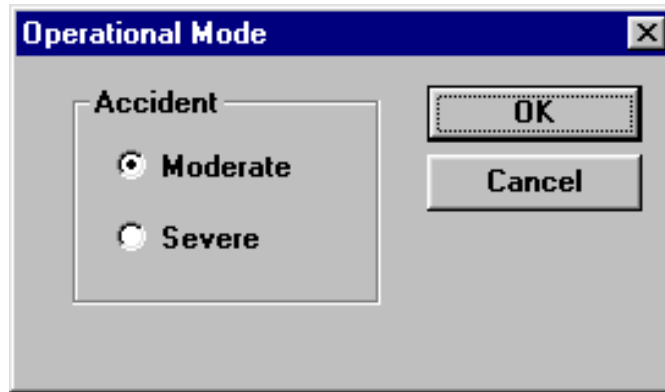 Operational Mode
Accident
Moderate
Severe
OK
Cancel